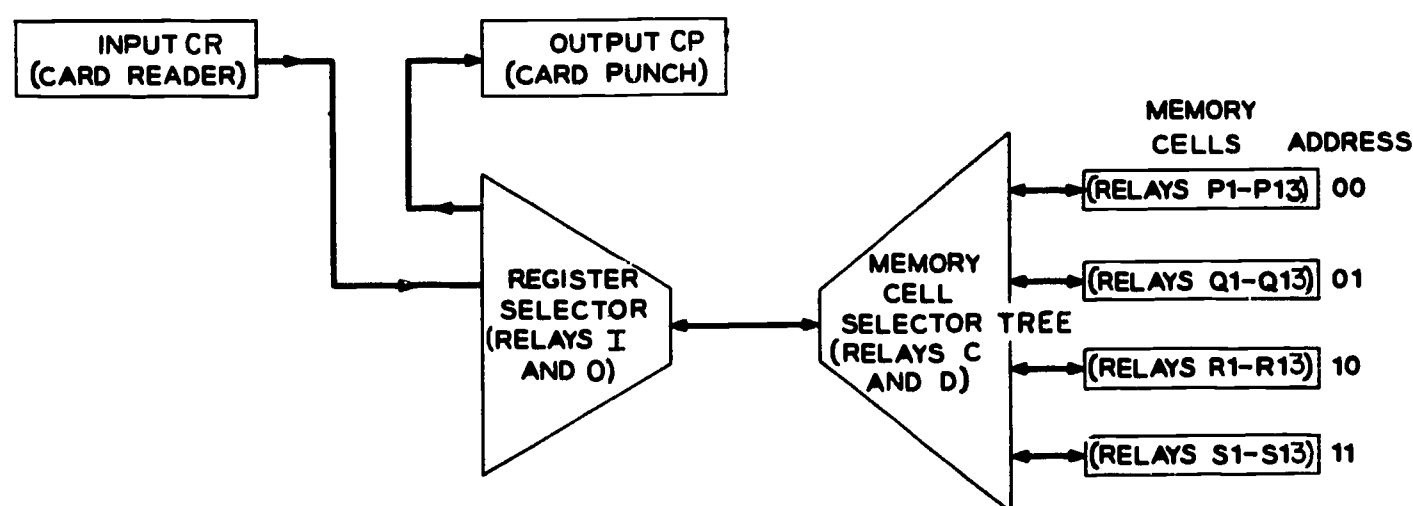 INPUT CR
(CARD READER)
OUTPUT CP
(CARD PUNCH)
REGISTER
SELECTOR
(RELAYS I
AND O)
MEMORY
CELL
SELECTOR TREE
(RELAYS C
AND D)
MEMORY
CELLS ADDRESS
(RELAYS P1-P13) 00
(RELAYS Q1-Q13) 01
(RELAYS R1-R13) 10
(RELAYS S1-S13) 11